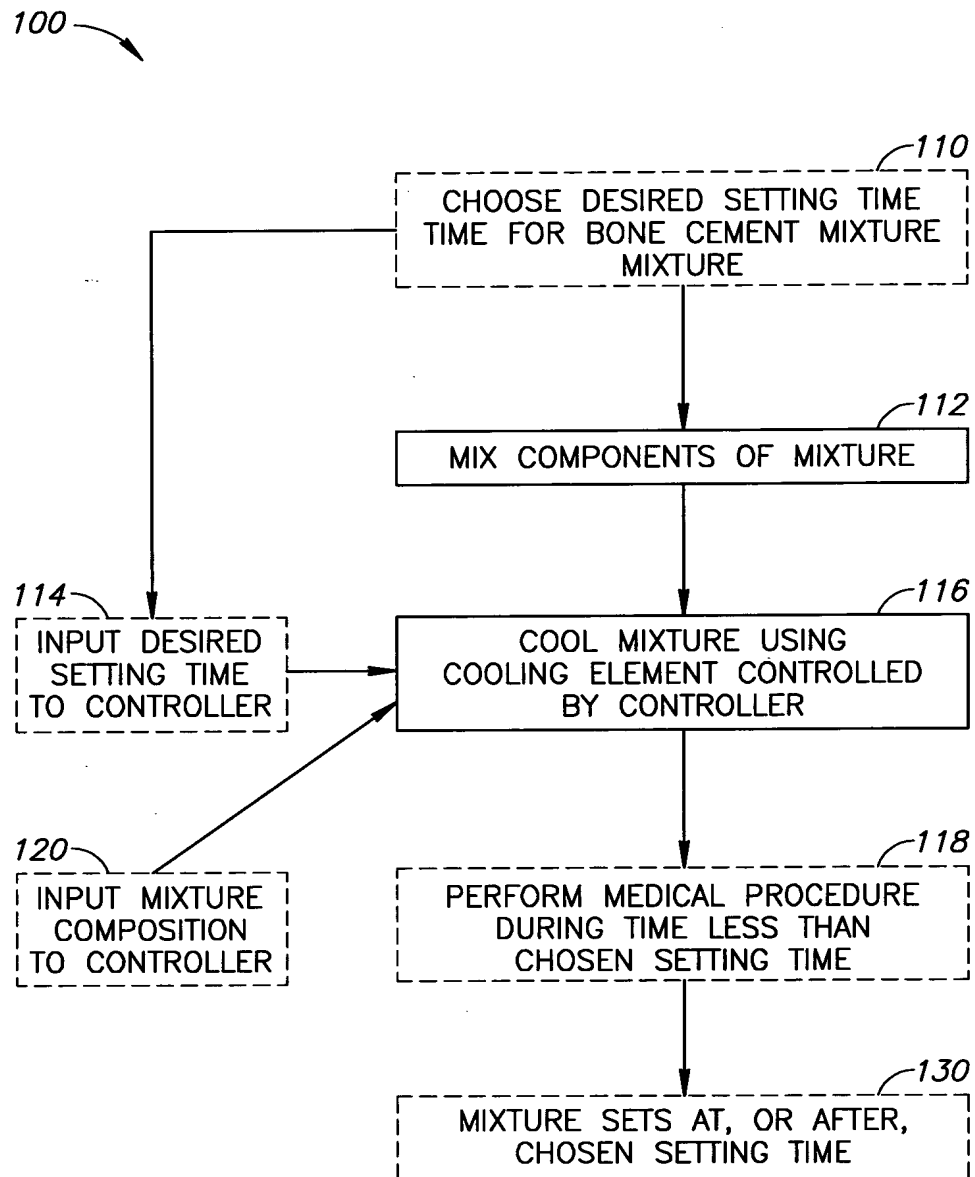 100
110
CHOOSE DESIRED SETTING TIME
TIME FOR BONE CEMENT MIXTURE
MIXTURE
112
MIX COMPONENTS OF MIXTURE
114
INPUT DESIRED
SETTING TIME
TO CONTROLLER
116
COOL MIXTURE USING
COOLING ELEMENT CONTROLLED
BY CONTROLLER
120
INPUT MIXTURE
COMPOSITION
TO CONTROLLER
118
PERFORM MEDICAL PROCEDURE
DURING TIME LESS THAN
CHOSEN SETTING TIME
130
MIXTURE SETS AT, OR AFTER,
CHOSEN SETTING TIME